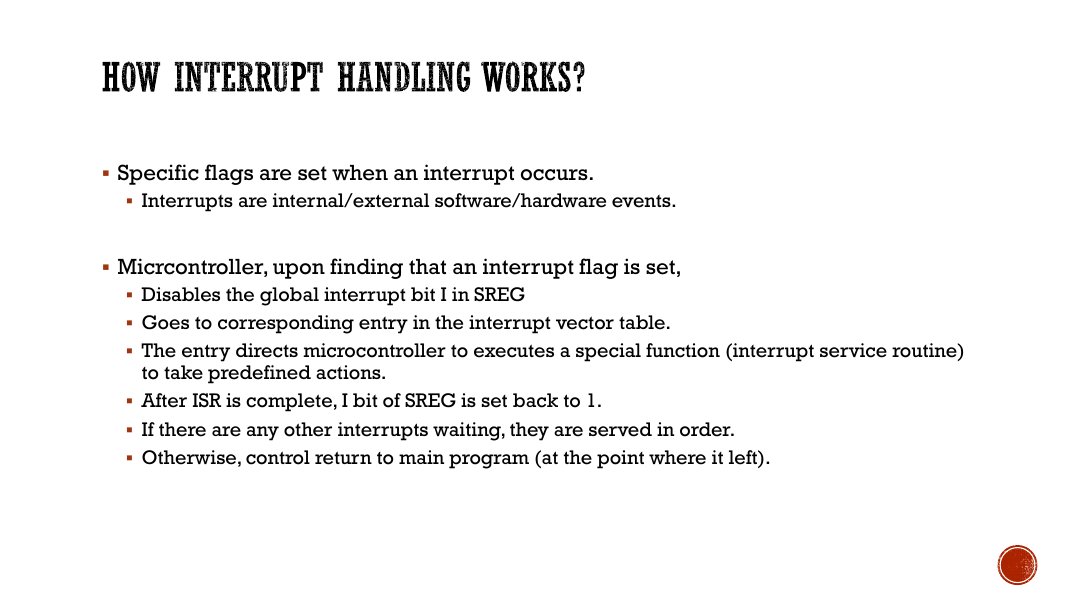 HOW INTERRUPT HANDLING WORKS?
▪ Specific flags are set when an interrupt occurs.
▪ Interrupts are internal/external software/hardware events.
▪ Micrcontroller, upon finding that an interrupt flag is set,
▪ Disables the global interrupt bit I in SREG
▪ Goes to corresponding entry in the interrupt vector table.
▪ The entry directs microcontroller to executes a special function (interrupt service routine)
to take predefined actions.
▪ After ISR is complete, I bit of SREG is set back to 1.
▪ If there are any other interrupts waiting, they are served in order.
▪ Otherwise, control return to main program (at the point where it left).